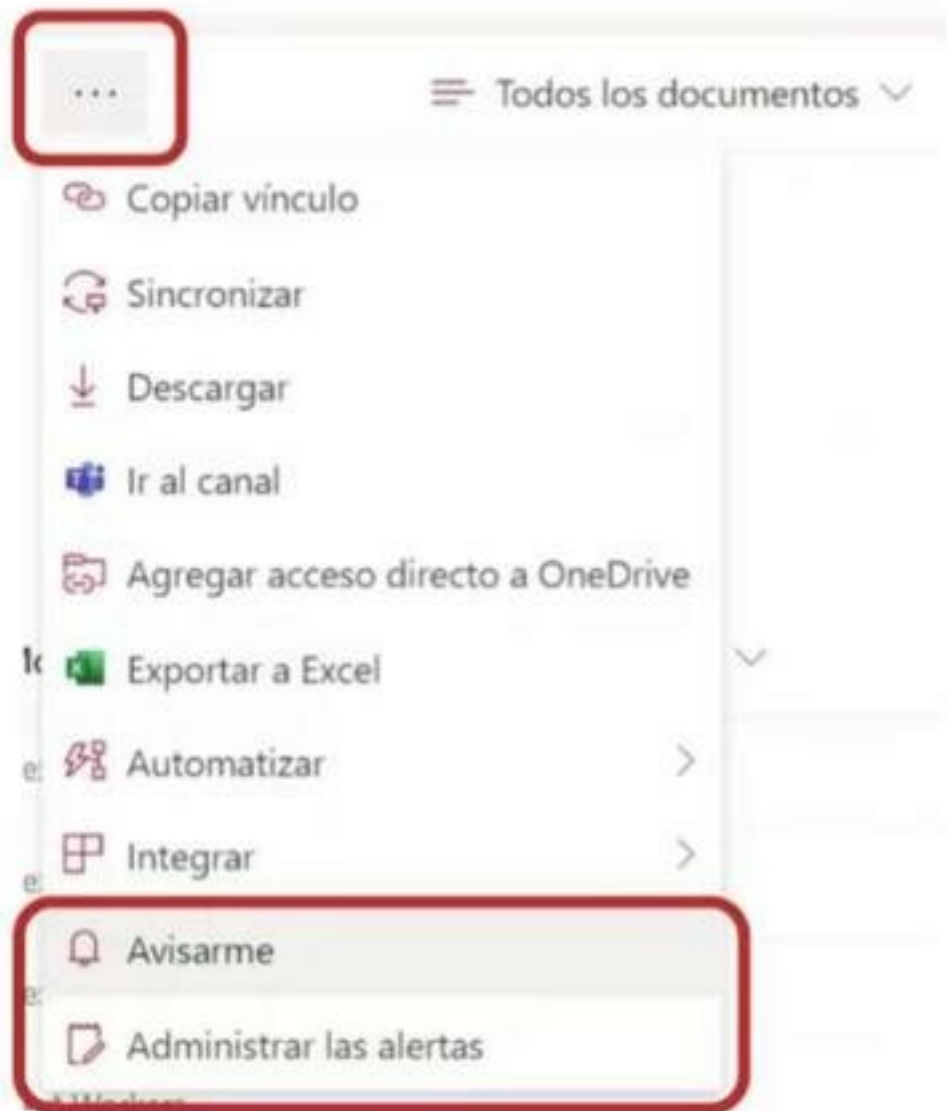 ...
Todos los documentos
Copiar vínculo
Sincronizar
Descargar
Ir al canal
Agregar acceso directo a OneDrive
Exportar a Excel
Automatizar
Integrar
Avisarme
Administrar las alertas